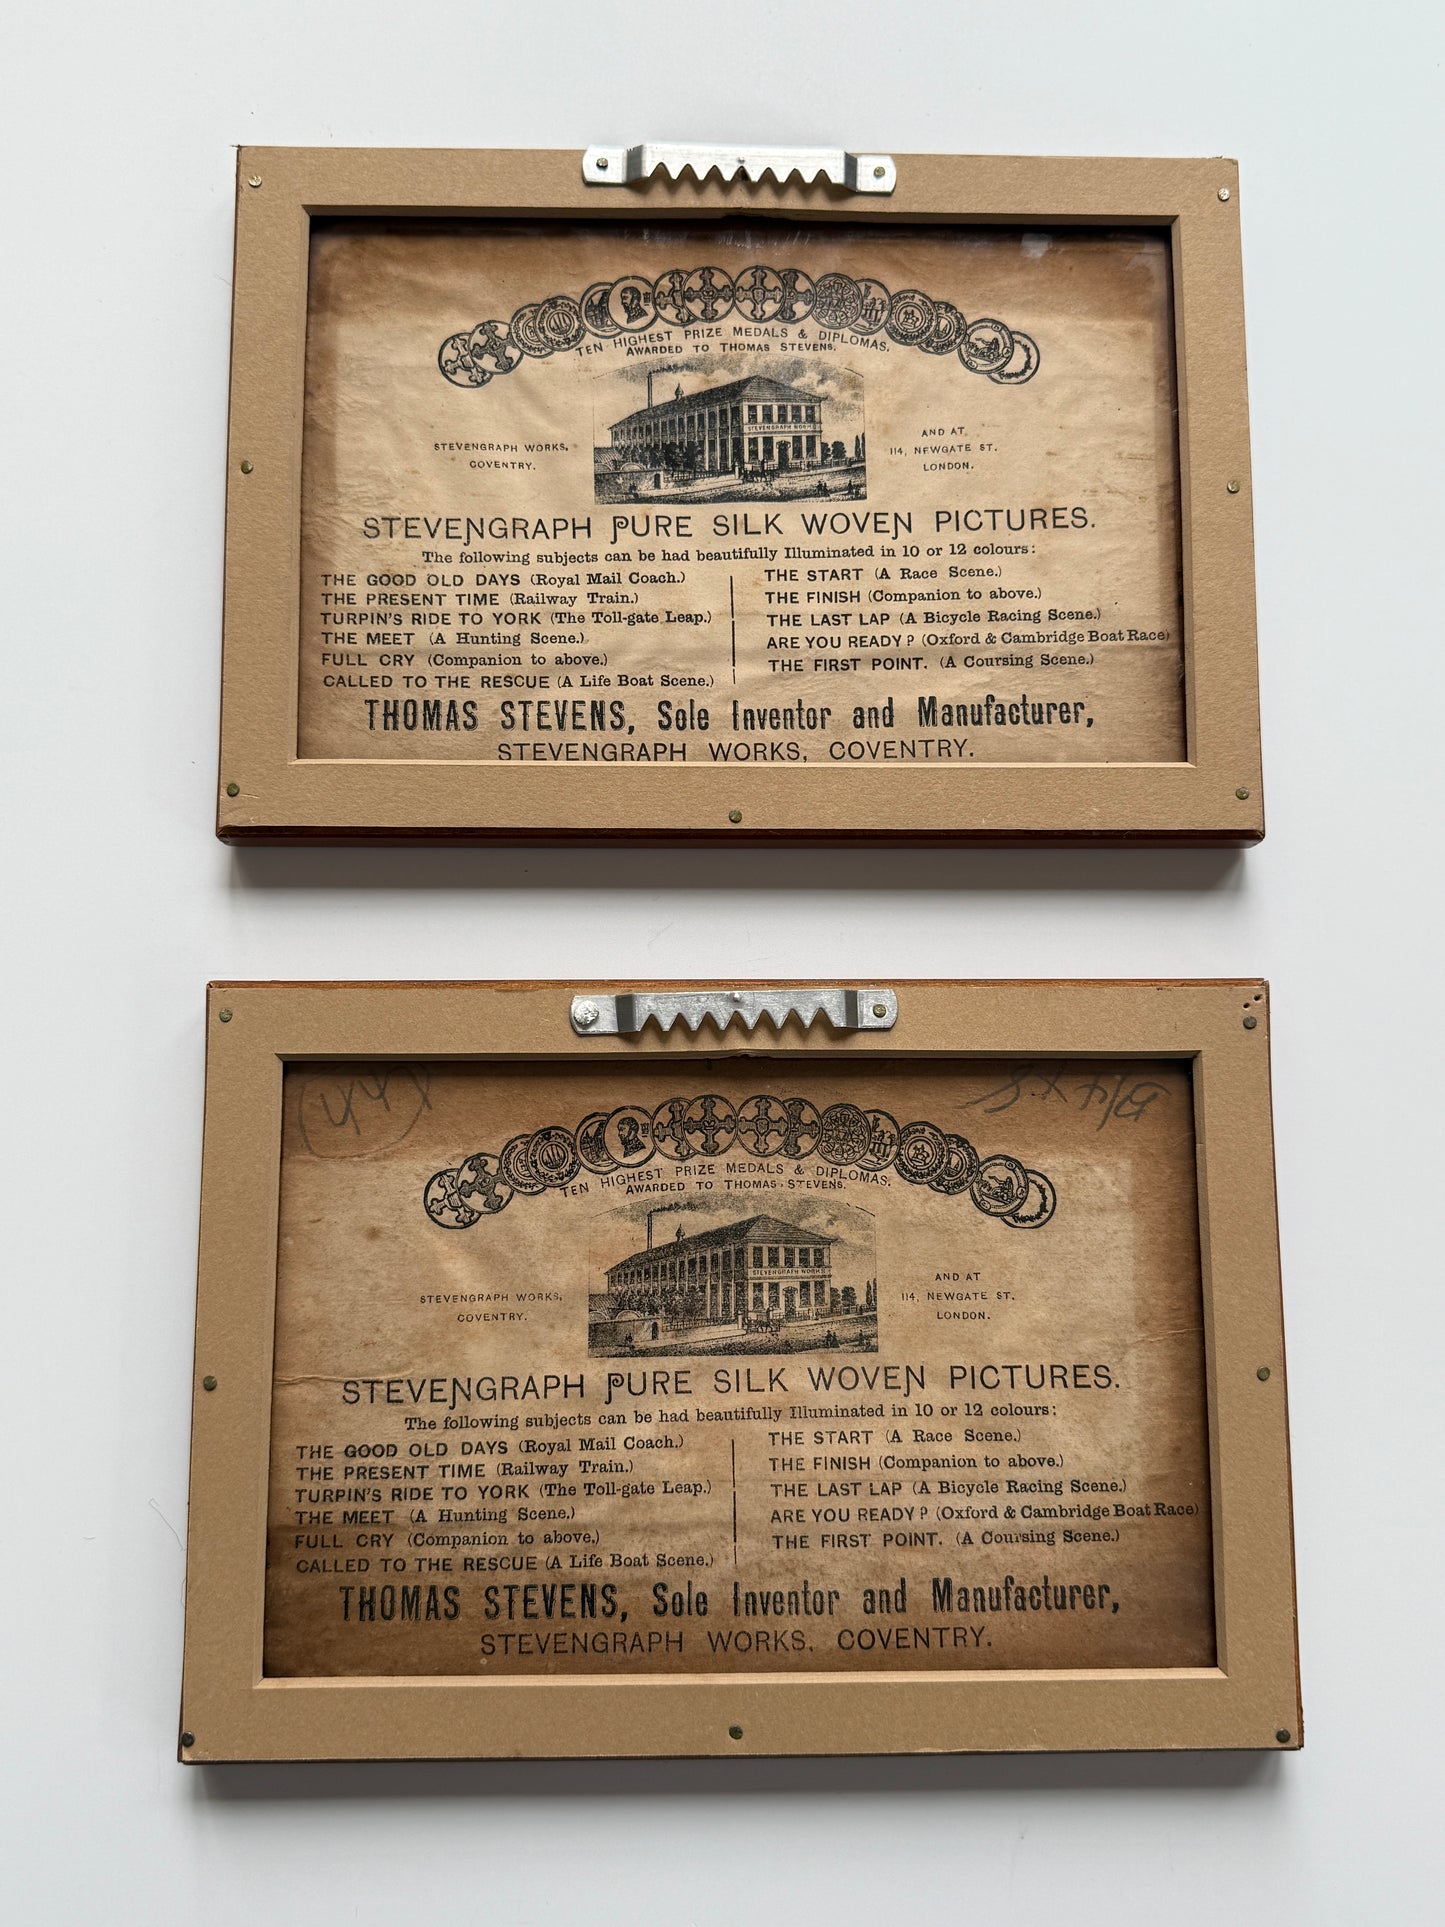 TEN HIGHEST PRIZE MEDALS & DIPLOMAS.
AWARDED TO THOMAS STEVENS.
STEVENGRAPH WORKS
STEVENGRAPH WORKS,
COVENTRY.
AND AT
114, NEWGATE ST.
LONDON.
STEVENGRAPH PURE SILK WOVEN PICTURES.
The following subjects can be had beautifully Illuminated in 10 or 12 colours:
THE GOOD OLD DAYS (Royal Mail Coach.)
THE PRESENT TIME (Railway Train.)
TURPIN'S RIDE TO YORK (The Toll-gate Leap.)
THE MEET (A Hunting Scene.)
FULL CRY (Companion to above.)
CALLED TO THE RESCUE (A Life Boat Scene.)
THE START (A Race Scene.)
THE FINISH (Companion to above.)
THE LAST LAP (A Bicycle Racing Scene.)
ARE YOU READY? (Oxford & Cambridge Boat Race)
THE FIRST POINT. (A Coursing Scene.)
THOMAS STEVENS, Sole Inventor and Manufacturer,
STEVENGRAPH WORKS, COVENTRY.
44
TEN HIGHEST PRIZE MEDALS & DIPLOMAS.
AWARDED TO THOMAS STEVENS.
STEVENGRAPH WORKS
STEVENGRAPH WORKS,
COVENTRY.
AND AT
114, NEWGATE ST.
LONDON.
STEVENGRAPH PURE SILK WOVEN PICTURES.
The following subjects can be had beautifully Illuminated in 10 or 12 colours:
THE GOOD OLD DAYS (Royal Mail Coach.)
THE PRESENT TIME (Railway Train.)
TURPIN'S RIDE TO YORK (The Toll-gate Leap.)
THE MEET (A Hunting Scene.)
FULL CRY (Companion to above.)
CALLED TO THE RESCUE (A Life Boat Scene.)
THE START (A Race Scene.)
THE FINISH (Companion to above.)
THE LAST LAP (A Bicycle Racing Scene.)
ARE YOU READY? (Oxford & Cambridge Boat Race)
THE FIRST POINT. (A Coursing Scene.)
THOMAS STEVENS, Sole Inventor and Manufacturer,
STEVENGRAPH WORKS, COVENTRY.